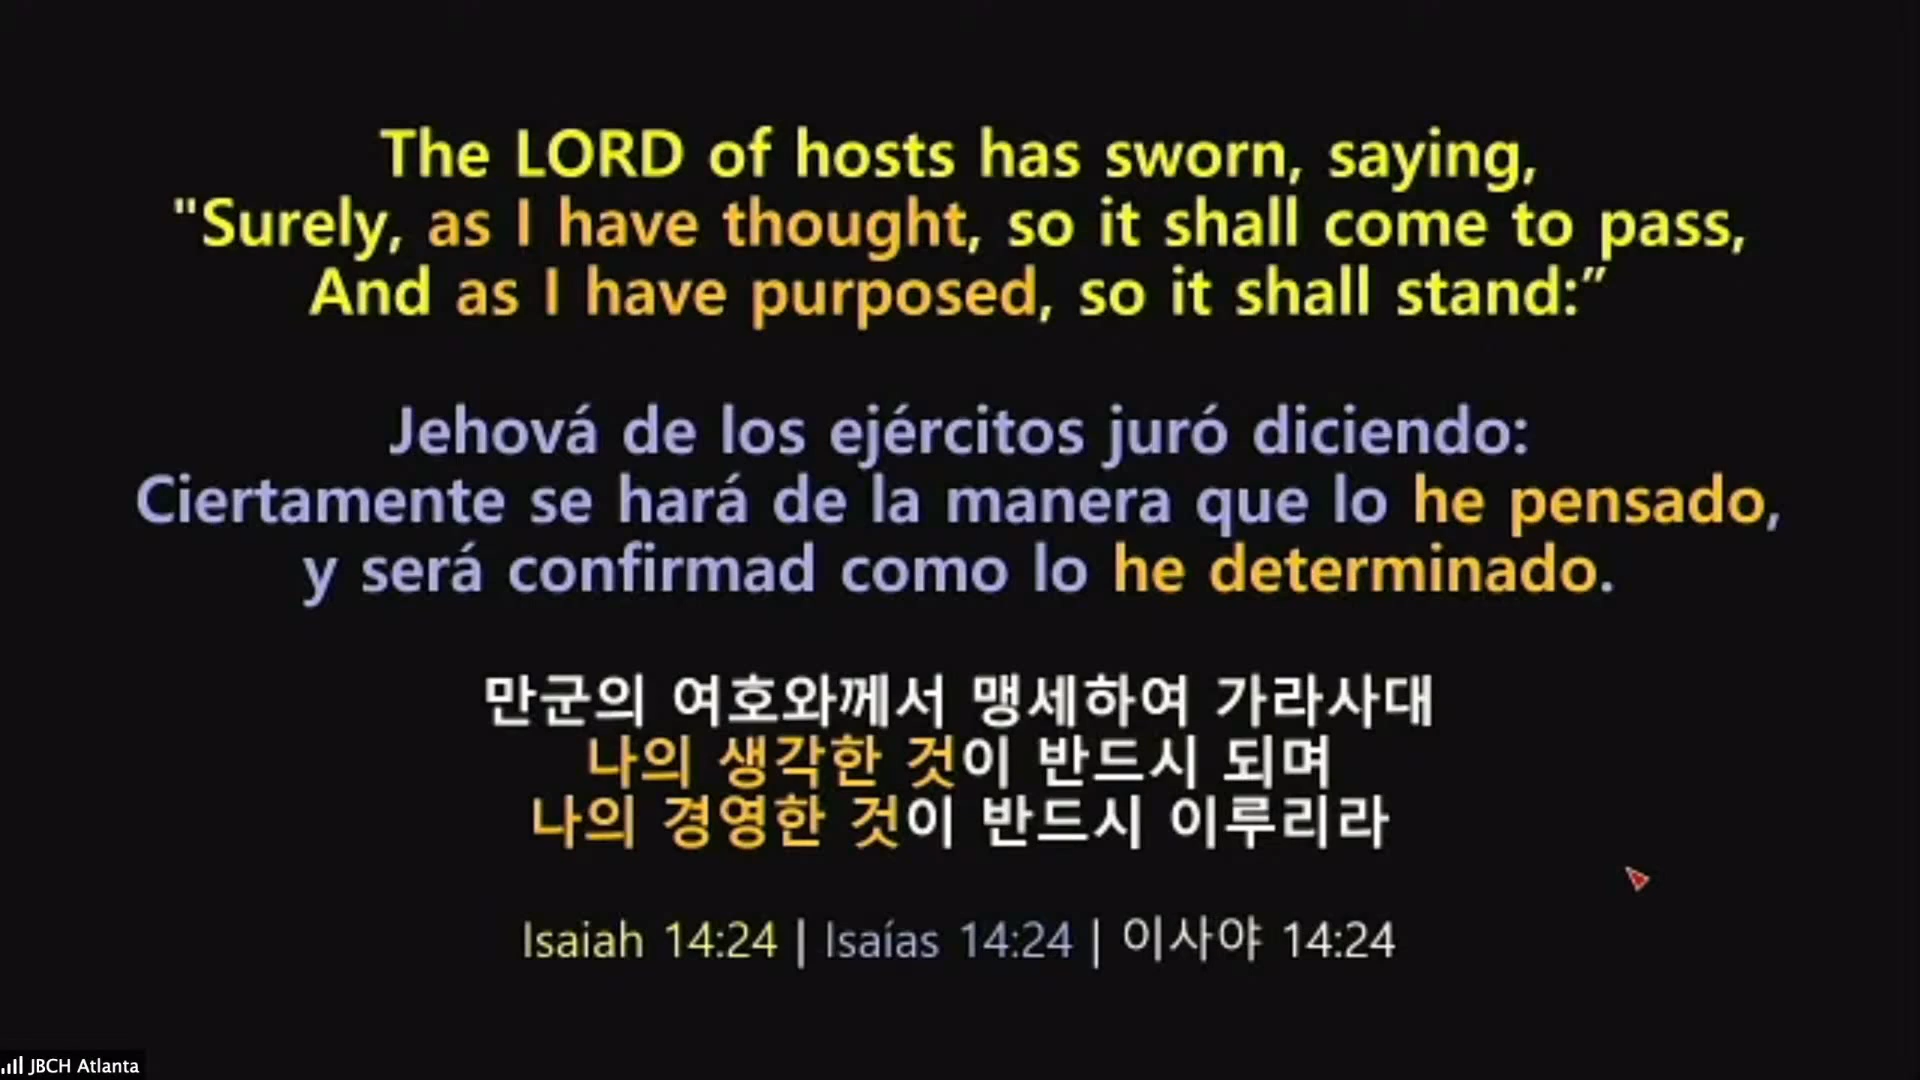 The LORD of hosts has sworn, saying,
"Surely, as I have thought, so it shall come to pass,
And as I have purposed, so it shall stand:”
Jehová de los ejércitos juró diciendo:
Ciertamente se hará de la manera que lo he pensado,
y será confirmad como lo he determinado.
만군의 여호와께서 맹세하여 가라사대
나의 생각한 것이 반드시 되며
나의 경영한 것이 반드시 이루리라
Isaiah 14:24 | Isaías 14:24 | 이사야 14:24
JBCH Atlanta